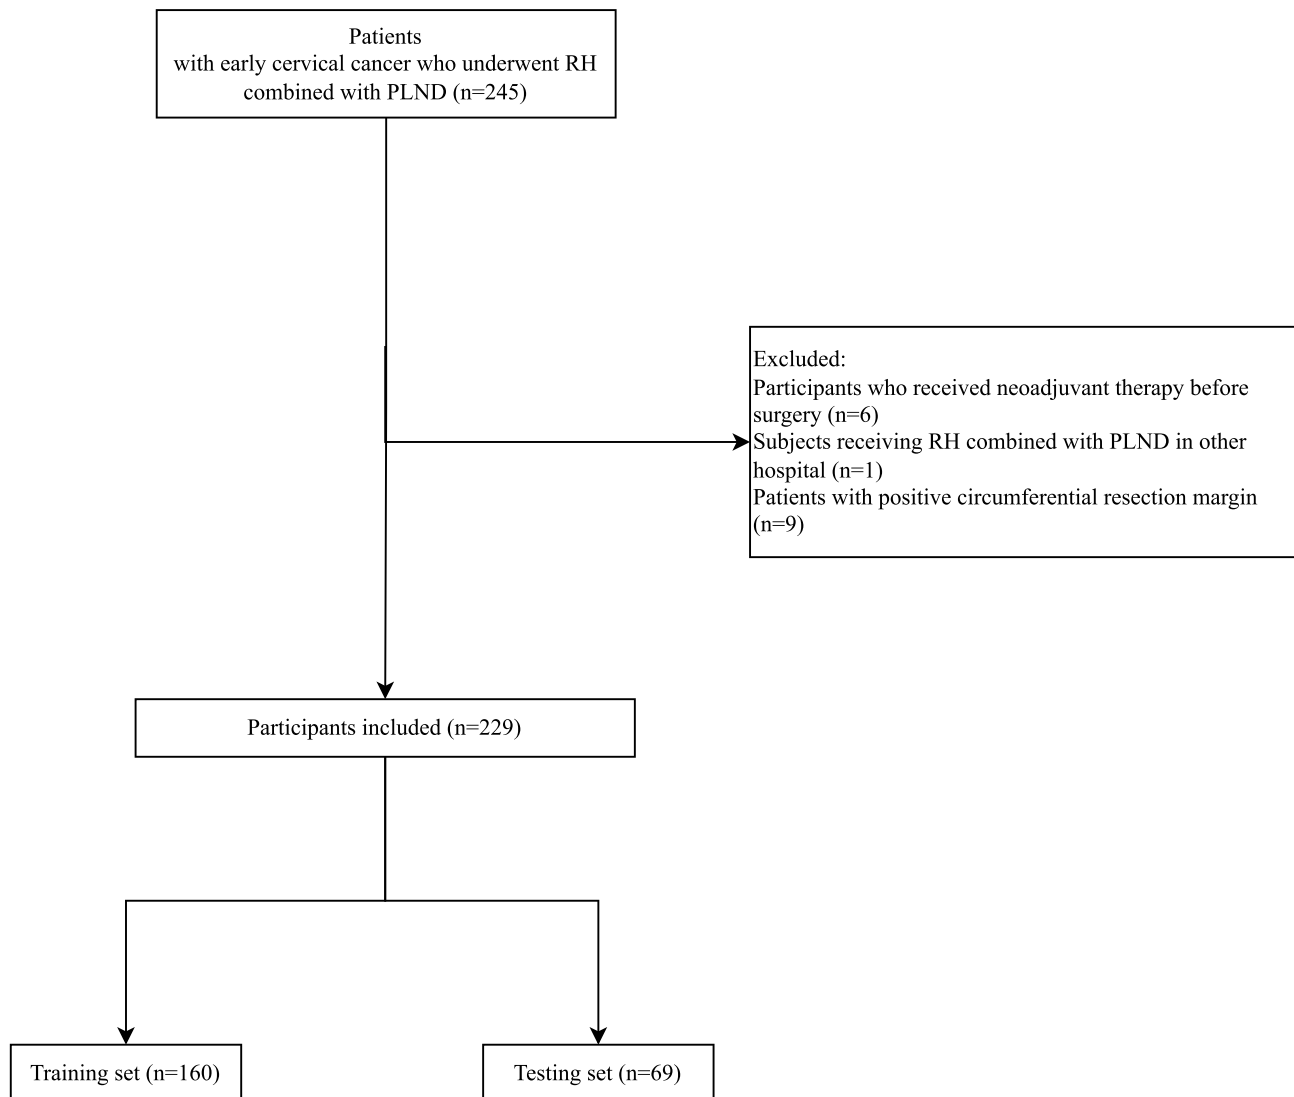 Patients
with early cervical cancer who underwent RH
combined with PLND (n=245)
Excluded:
Participants who received neoadjuvant therapy before
surgery (n=6)
Subjects receiving RH combined with PLND in other
hospital (n=1)
Patients with positive circumferential resection margin
(n=9)
Participants included (n=229)
Training set (n=160)
Testing set (n=69)